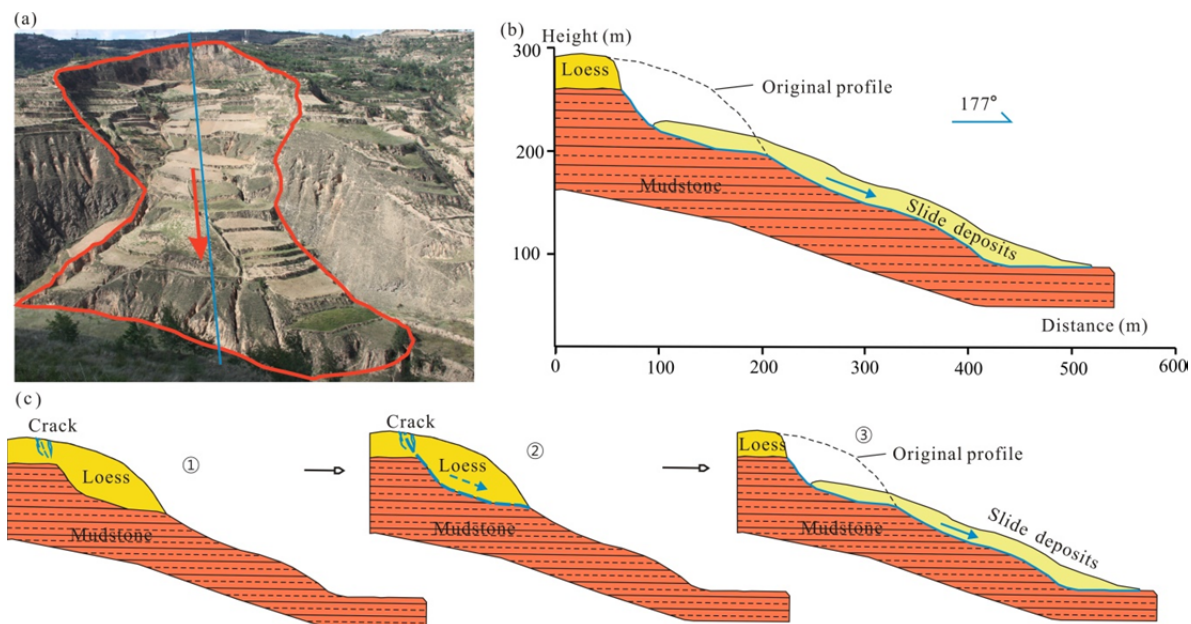 (a)
(b)
Height (m)
300
200
100
Loess
Original profile
177°
Mudstone
Slide deposits
Distance (m)
0 100 200 300 400 500 600
(c)
Crack
Loess
①
Mudstone
Crack
Loess
②
Mudstone
Loess
③
Original profile
Slide deposits
Mudstone